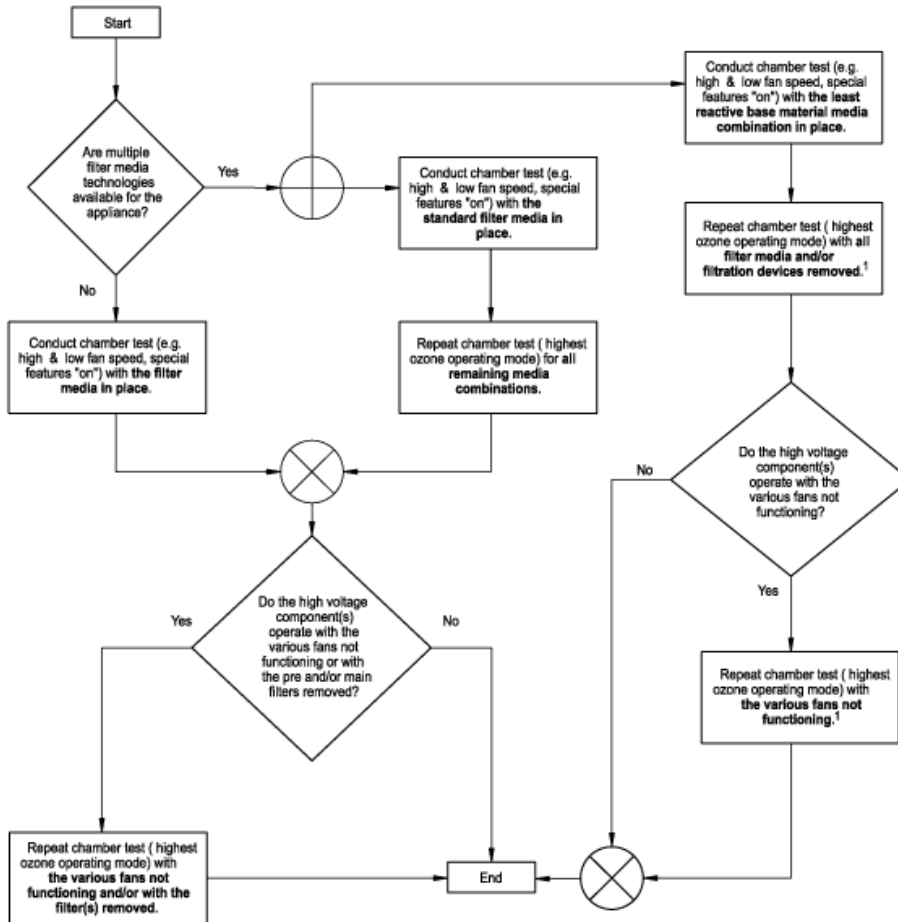 Start
Are multiple
filter media
technologies
available for the
appliance?
Yes
No
Conduct chamber test (e.g.
high & low fan speed, special
features "on") with the filter
media in place.
Conduct chamber test (e.g.
high & low fan speed, special
features "on") with the
standard filter media in
place.
Repeat chamber test ( highest
ozone operating mode) for all
remaining media
combinations.
Conduct chamber test (e.g.
high & low fan speed, special
features "on") with the least
reactive base material media
combination in place.
Repeat chamber test ( highest
ozone operating mode) with all
filter media and/or
filtration devices removed.1
Do the high voltage
component(s)
operate with the
various fans not
functioning?
No
Yes
Repeat chamber test ( highest
ozone operating mode) with
the various fans not
functioning.1
Do the high voltage
component(s)
operate with the
various fans not
functioning or with
the pre and/or main
filters removed?
Yes
No
Repeat chamber test ( highest
ozone operating mode) with
the various fans not
functioning and/or with the
filter(s) removed.
End